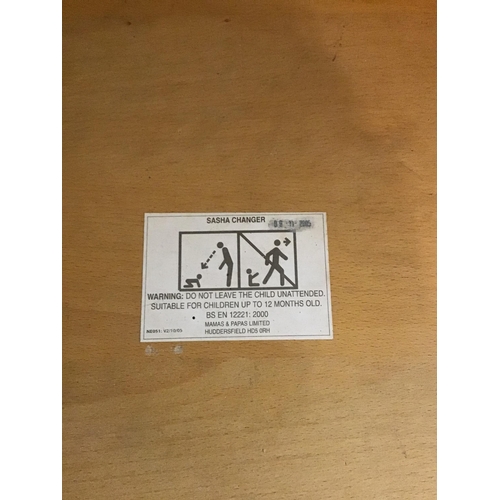 SASHA CHANGER
WARNING: DO NOT LEAVE THE CHILD UNATTENDED.
SUITABLE FOR CHILDREN UP TO 12 MONTHS OLD.
BS EN 12221: 2000
MAMAS & PAPAS LIMITED
HUDDERSFIELD HD5 0RH